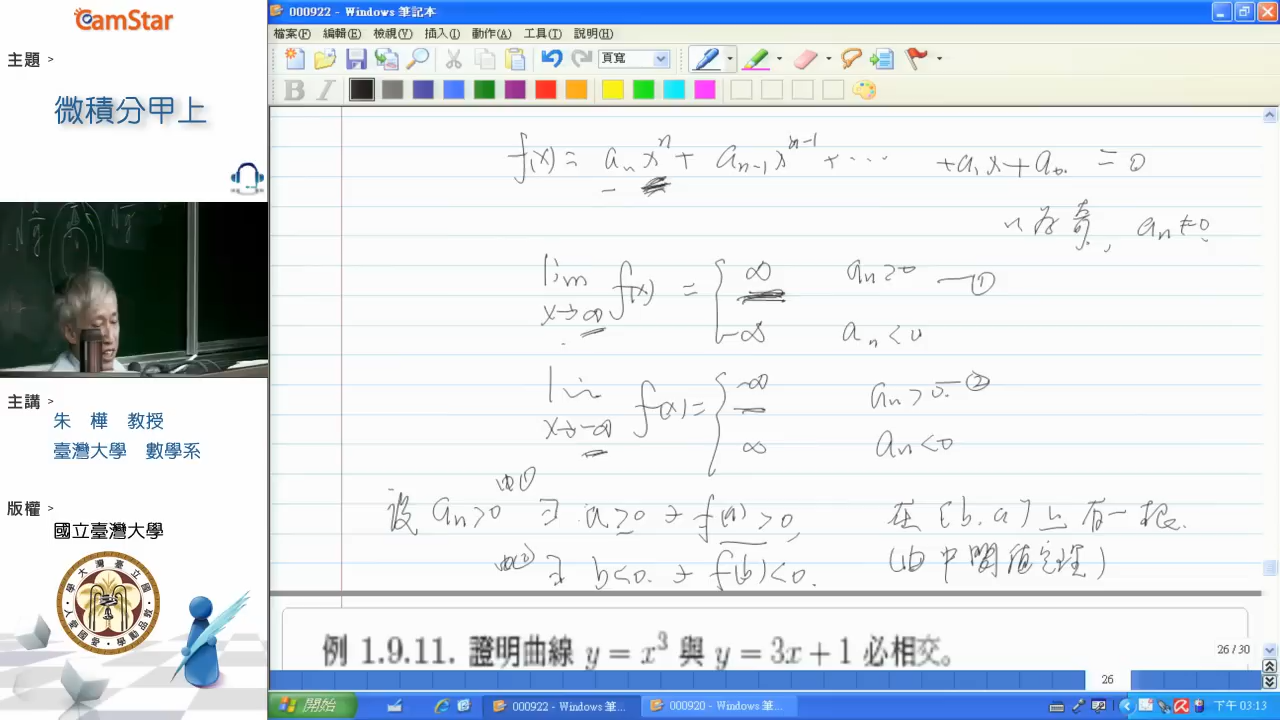 CamStar
主題 >
微積分甲上
主講 >
朱 樺 教授
臺灣大學 數學系
版權 >
國立臺灣大學
000922 - Windows 筆記本
檔案(F) 編輯(E) 檢視(V) 插入(I) 動作(A) 工具(T) 說明(H)
頁寬
B I
f(x) = aₙxⁿ + aₙ₋₁xⁿ⁻¹ + ⋯ + a₁x + a₀ = 0
n 为奇, aₙ ≠ 0
lim x→∞ f(x) = { ∞ aₙ > 0 —①
-∞ aₙ < 0
lim x→-∞ f(x) = { -∞ aₙ > 0 —②
∞ aₙ < 0
由①
設 aₙ > 0 ∃ a > 0 ∋ f(a) > 0, 在 [b, a] 上有一根.
由② ∃ b < 0 ∋ f(b) < 0. (由中間值定理)
例 1.9.11. 證明曲線 y = x³ 與 y = 3x + 1 必相交。
26 / 30
26
開始
000922 - Windows 筆...
000920 - Windows 筆...
下午 03:13